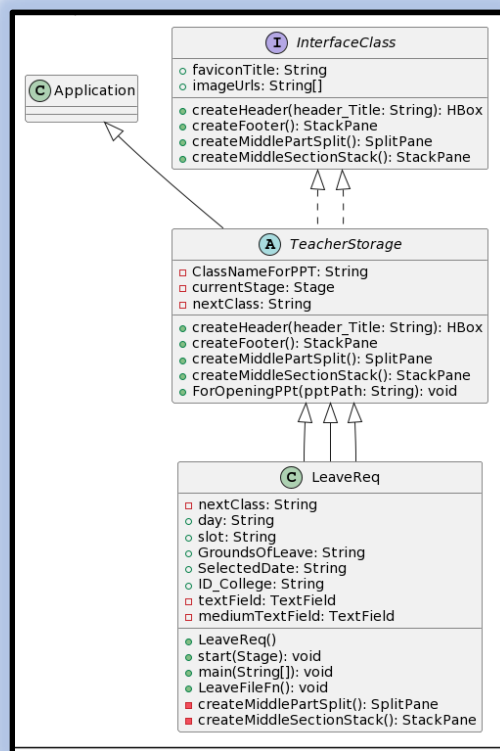 I InterfaceClass
faviconTitle: String
imageUrls: String[]
createHeader(header_Title: String): HBox
createFooter(): StackPane
createMiddlePartSplit(): SplitPane
createMiddleSectionStack(): StackPane
C Application
A TeacherStorage
ClassNameForPPT: String
currentStage: Stage
nextClass: String
createHeader(header_Title: String): HBox
createFooter(): StackPane
createMiddlePartSplit(): SplitPane
createMiddleSectionStack(): StackPane
ForOpeningPPt(pptPath: String): void
C LeaveReq
nextClass: String
day: String
slot: String
GroundsOfLeave: String
SelectedDate: String
ID_College: String
textField: TextField
mediumTextField: TextField
LeaveReq()
start(Stage): void
main(String[]): void
LeaveFileFn(): void
createMiddlePartSplit(): SplitPane
createMiddleSectionStack(): StackPane